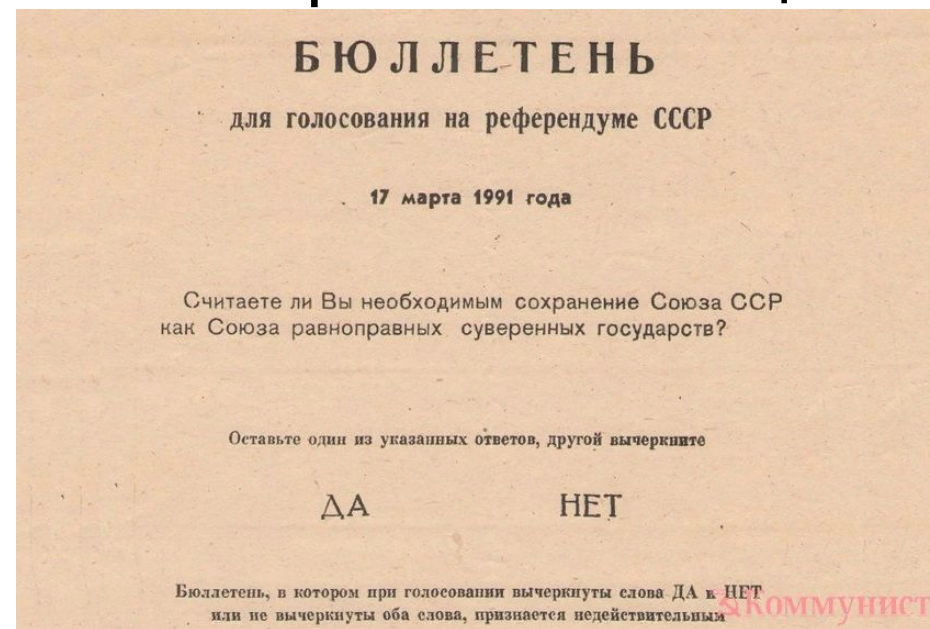 БЮЛЛЕТЕНЬ
для голосования на референдуме СССР
17 марта 1991 года
Считаете ли Вы необходимым сохранение Союза ССР
как Союза равноправных суверенных государств?
Оставьте один из указанных ответов, другой вычеркните
ДА НЕТ
Бюллетень, в котором при голосовании вычеркнуты слова ДА и НЕТ
или не вычеркнуты оба слова, признается недействительным
Коммунист